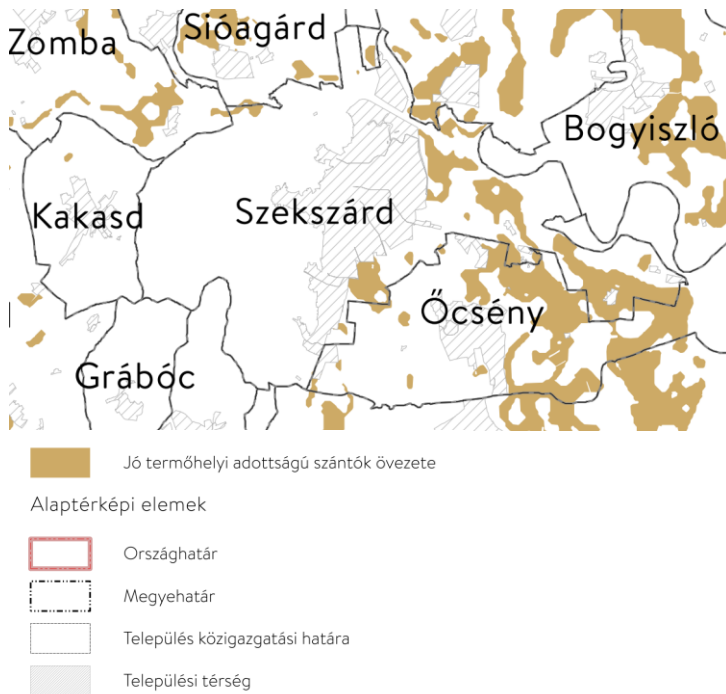 Zomba
Sióagárd
Bogyiszló
Kakasd
Szekszárd
Őcsény
Grábóc
Jó termőhelyi adottságú szántók övezete
Alaptérképi elemek
Országhatár
Megyehatár
Település közigazgatási határa
Települési térség